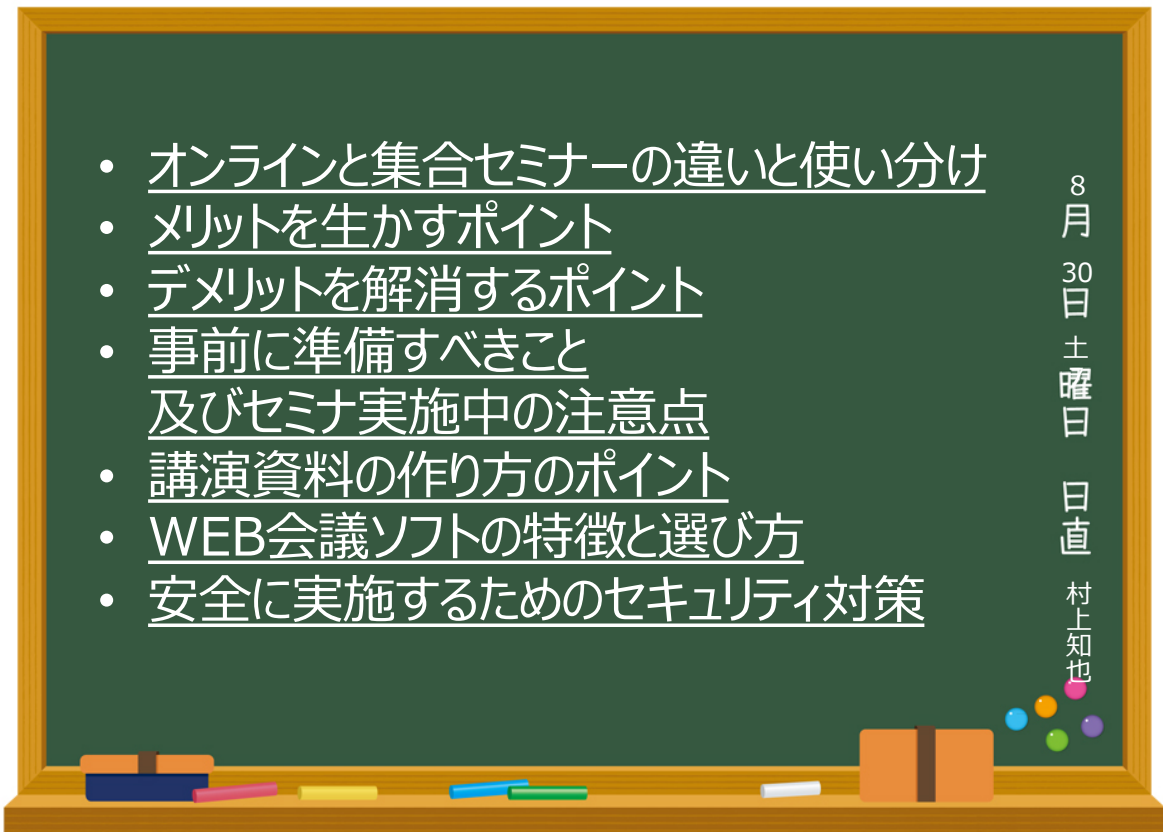 • オンラインと集合セミナーの違いと使い分け
• メリットを生かすポイント
• デメリットを解消するポイント
• 事前に準備すべきこと
及びセミナ実施中の注意点
• 講演資料の作り方のポイント
• WEB会議ソフトの特徴と選び方
• 安全に実施するためのセキュリティ対策
8月30日土曜日 日直 村上知也